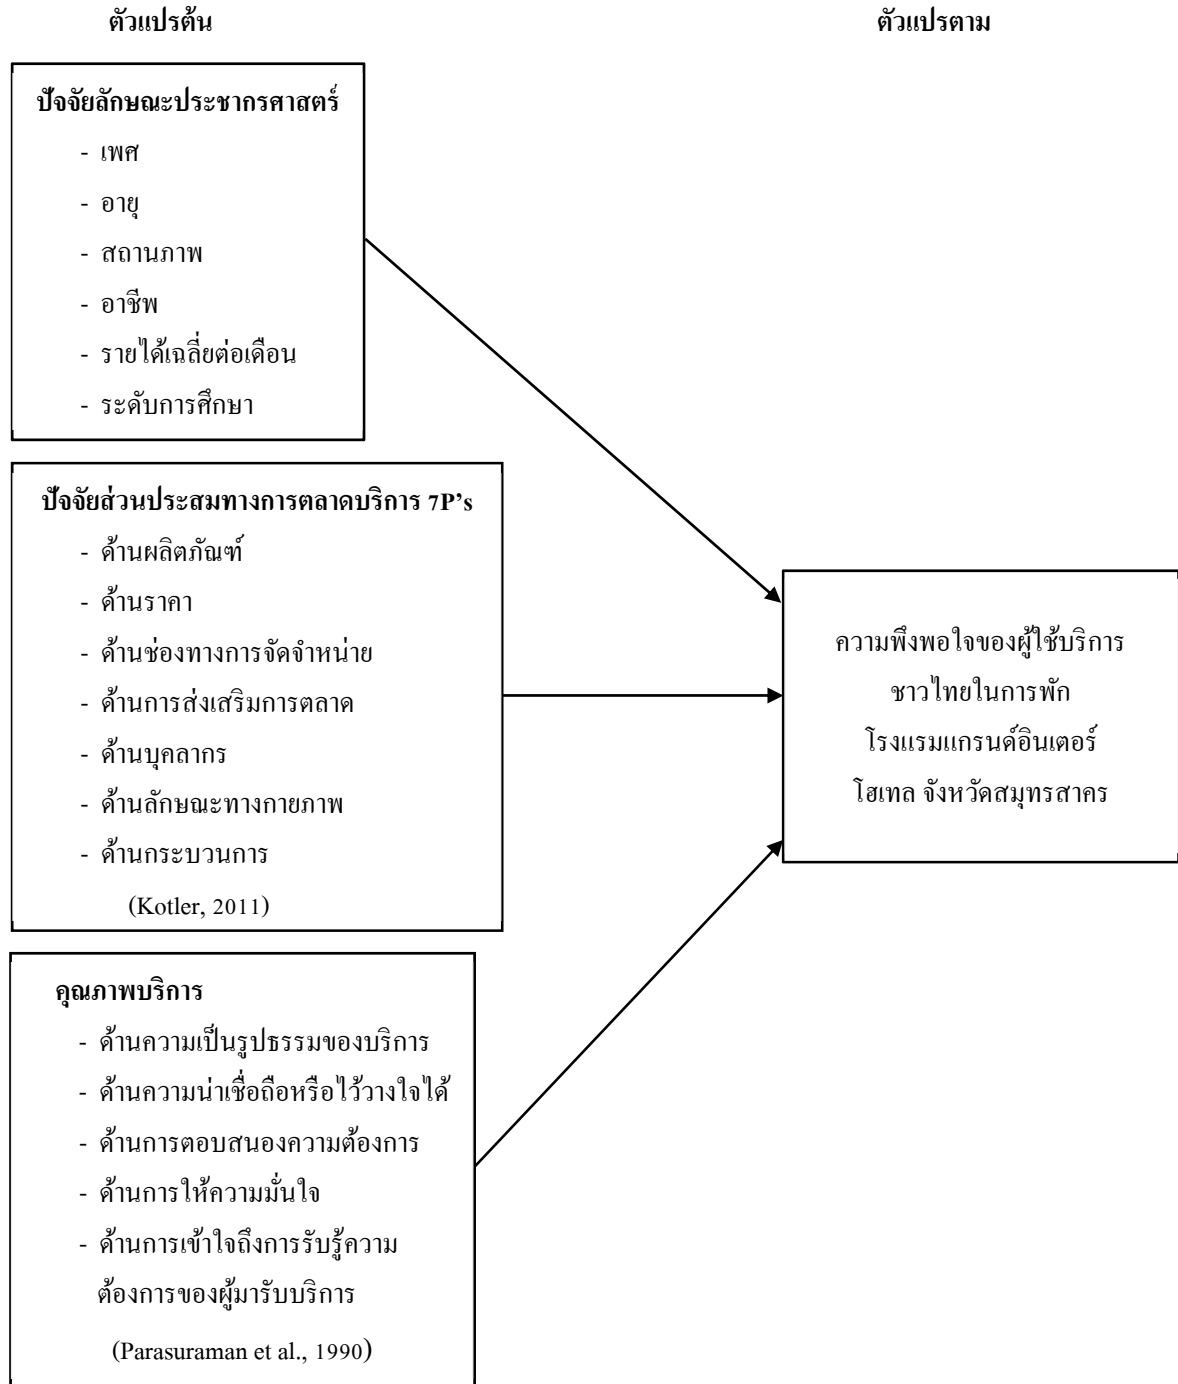 ตัวแปรต้น
ตัวแปรตาม
ปัจจัยลักษณะประชากรศาสตร์
- เพศ
- อายุ
- สถานภาพ
- อาชีพ
- รายได้เฉลี่ยต่อเดือน
- ระดับการศึกษา
ปัจจัยส่วนประสมทางการตลาดบริการ 7P’s
- ด้านผลิตภัณฑ์
- ด้านราคา
- ด้านช่องทางการจัดจำหน่าย
- ด้านการส่งเสริมการตลาด
- ด้านบุคลากร
- ด้านลักษณะทางกายภาพ
- ด้านกระบวนการ
(Kotler, 2011)
คุณภาพบริการ
- ด้านความเป็นรูปธรรมของบริการ
- ด้านความน่าเชื่อถือหรือไว้วางใจได้
- ด้านการตอบสนองความต้องการ
- ด้านการให้ความมั่นใจ
- ด้านการเข้าใจถึงการรับรู้ความ
ต้องการของผู้มารับบริการ
(Parasuraman et al., 1990)
ความพึงพอใจของผู้ใช้บริการ
ชาวไทยในการพัก
โรงแรมแกรนด์อินเตอร์
โฮเทล จังหวัดสมุทรสาคร